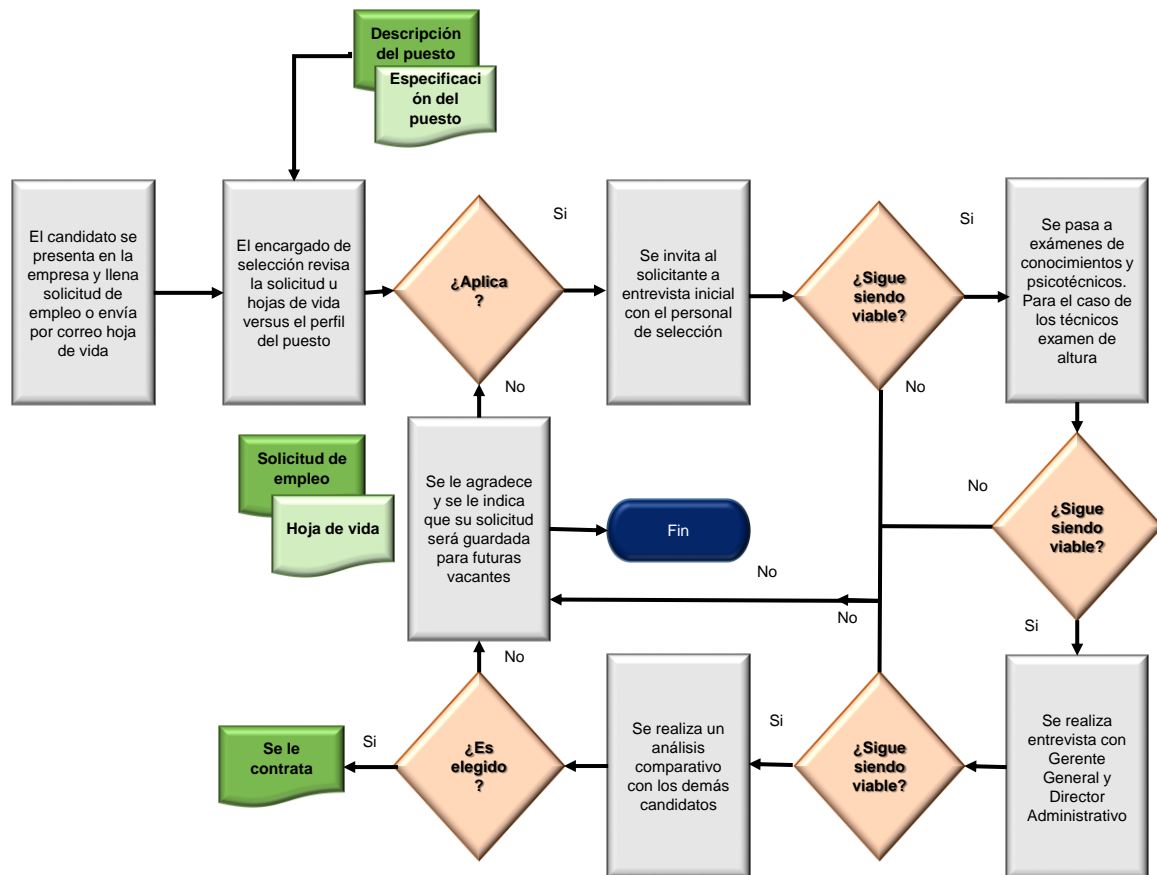 Descripción
del puesto
Especificaci
ón del
puesto
El candidato se
presenta en la
empresa y llena
solicitud de
empleo o envía
por correo hoja
de vida
El encargado de
selección revisa
la solicitud u
hojas de vida
versus el perfil
del puesto
¿Aplica
?
Si
No
Se invita al
solicitante a
entrevista inicial
con el personal
de selección
¿Sigue
siendo
viable?
Si
No
Se pasa a
exámenes de
conocimientos y
psicotécnicos.
Para el caso de
los técnicos
examen de
altura
Solicitud de
empleo
Hoja de vida
Se le agradece
y se le indica
que su solicitud
será guardada
para futuras
vacantes
Fin
No
¿Sigue
siendo
viable?
No
No
Si
Se le
contrata
Si
¿Es
elegido
?
No
Se realiza un
análisis
comparativo
con los demás
candidatos
Si
¿Sigue
siendo
viable?
Se realiza
entrevista con
Gerente
General y
Director
Administrativo